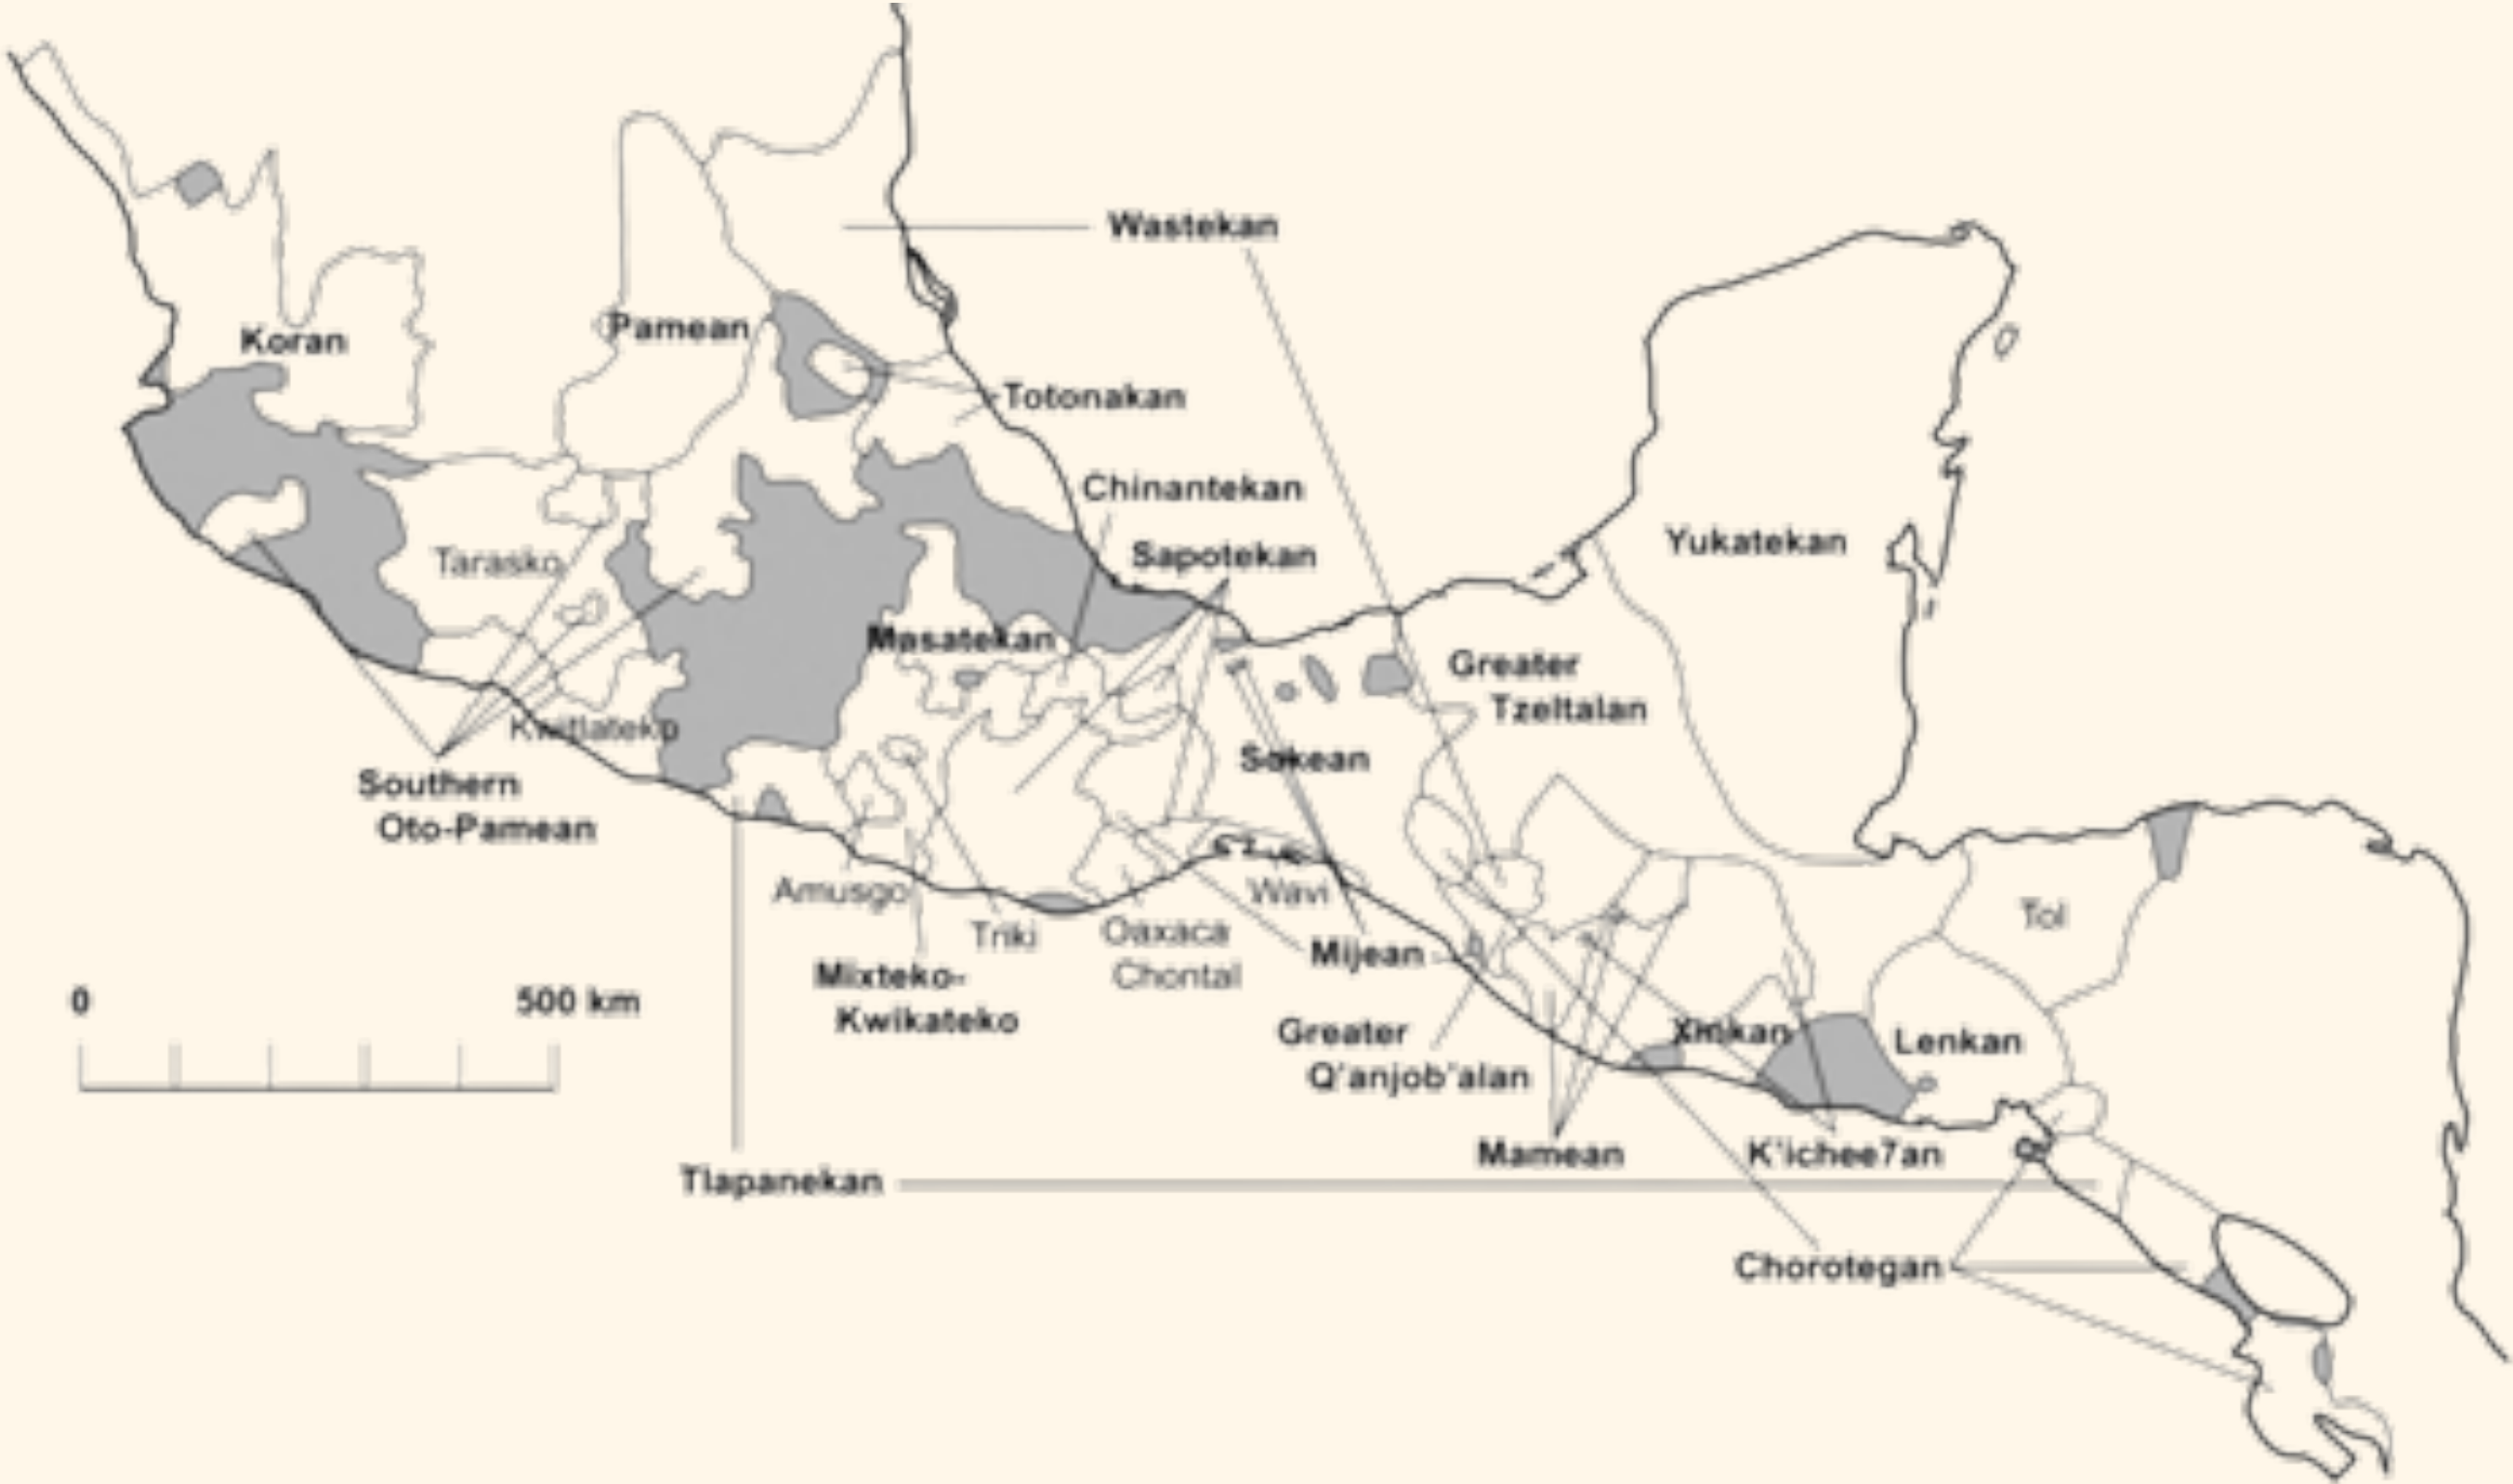 Wastekan
Koran
Pamean
Totonakan
Chinantekan
Sapotekan
Yukatekan
Tarasko
Masatekan
Greater
Tzeltalan
Kwitlateko
Sokean
Southern
Oto-Pamean
Amusgo
Wavi
Triki
Oaxaca
Chontal
Mijean
Tol
Mixteko-
Kwikateko
0
500 km
Greater
Q'anjob'alan
Xinkan
Lenkan
Mamean
K'ichee7an
Tlapanekan
Chorotegan